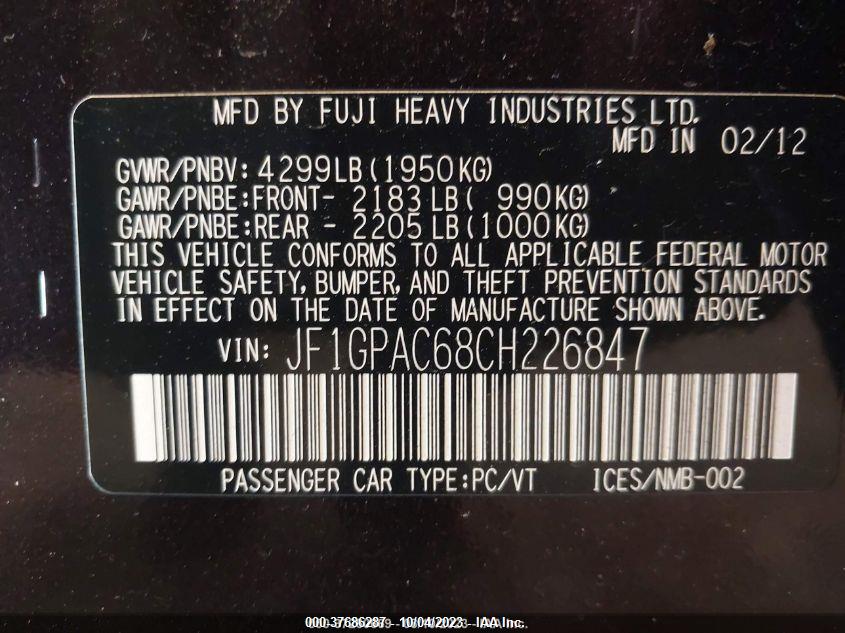 MFD BY FUJI HEAVY INDUSTRIES LTD.
MFD IN 02/12
GVWR/PNBV: 4299LB (1950KG)
GAWR/PNBE:FRONT- 2183 LB ( 990KG)
GAWR/PNBE:REAR - 2205 LB (1000KG)
THIS VEHICLE CONFORMS TO ALL APPLICABLE FEDERAL MOTOR
VEHICLE SAFETY, BUMPER, AND THEFT PREVENTION STANDARDS
IN EFFECT ON THE DATE OF MANUFACTURE SHOWN ABOVE.
VIN: JF1GPAC68CH226847
PASSENGER CAR TYPE:PC/VT ICES/NMB-002
000-37686287 - 10/04/2023 - IAA Inc.